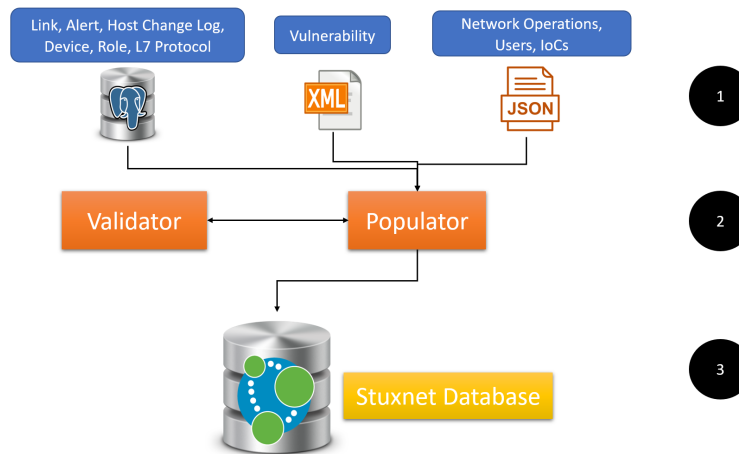 Link, Alert, Host Change Log,
Device, Role, L7 Protocol
Vulnerability
Network Operations,
Users, IoCs
XML
JSON
1
Validator
Populator
2
Stuxnet Database
3